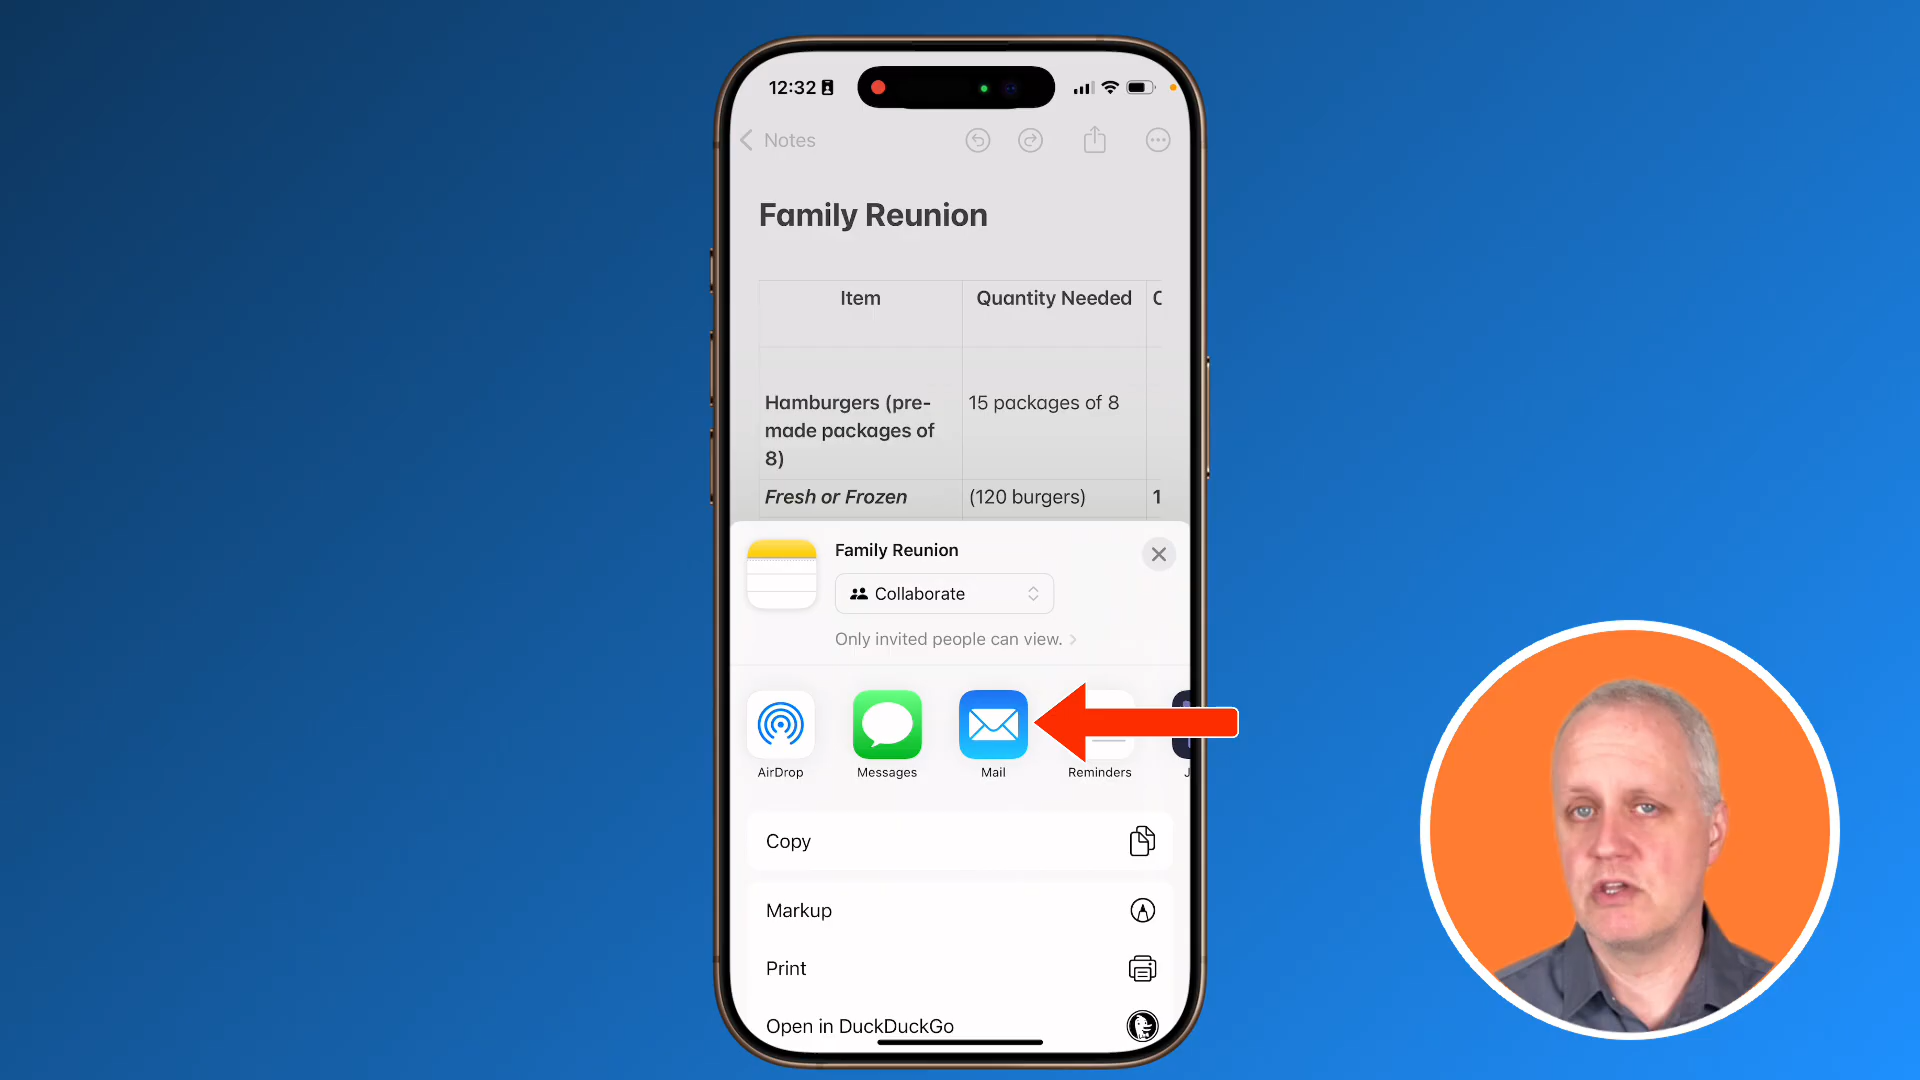 12:32
Notes
Family Reunion
Item Quantity Needed C
Hamburgers (pre-
made packages of
8)
15 packages of 8
Fresh or Frozen (120 burgers) 1
Family Reunion
Collaborate
Only invited people can view.
AirDrop Messages Mail Reminders J
Copy
Markup
Print
Open in DuckDuckGo